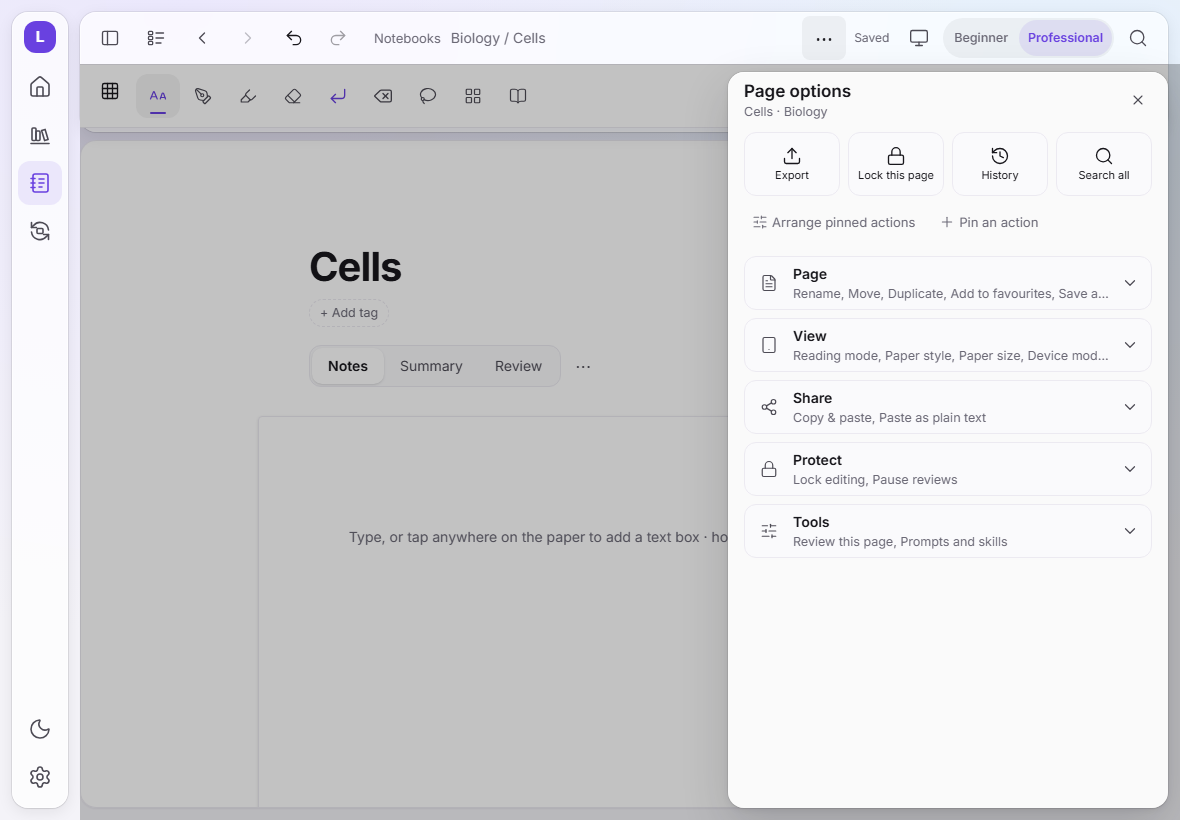 L
Notebooks Biology / Cells
Saved
Beginner Professional
AA
Page options
Cells · Biology
Export
Lock this page
History
Search all
Arrange pinned actions
Pin an action
Cells
+ Add tag
Notes Summary Review
Type, or tap anywhere on the paper to add a text box · ho
Page
Rename, Move, Duplicate, Add to favourites, Save a...
View
Reading mode, Paper style, Paper size, Device mod...
Share
Copy & paste, Paste as plain text
Protect
Lock editing, Pause reviews
Tools
Review this page, Prompts and skills